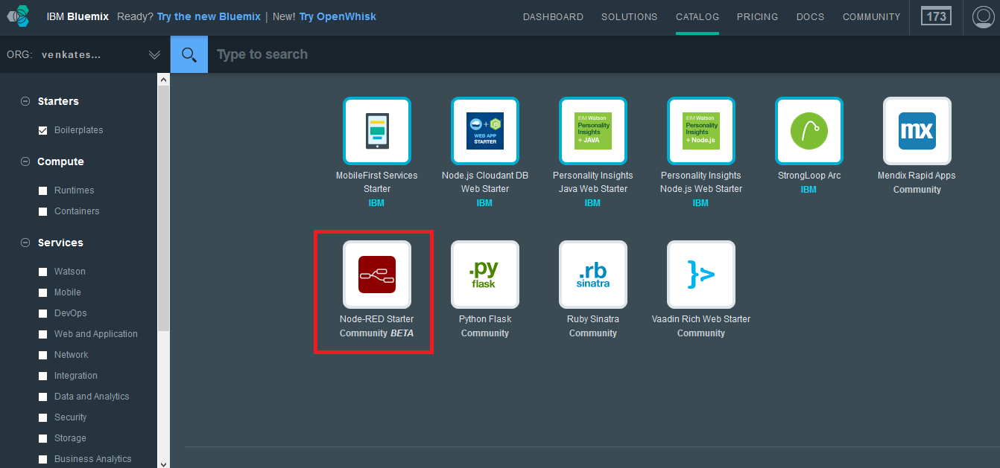 IBM Bluemix Ready? Try the new Bluemix | New! Try OpenWhisk
DASHBOARD SOLUTIONS CATALOG PRICING DOCS COMMUNITY 173
ORG: venkates...
Type to search
Starters
Boilerplates
Compute
Runtimes
Containers
Services
Watson
Mobile
DevOps
Web and Application
Network
Integration
Data and Analytics
Security
Storage
Business Analytics
WEB APP
STARTER
IBM Watson
Personality
Insights
+ JAVA
IBM Watson
Personality
Insights
+ Node.js
mx
MobileFirst Services
Starter
IBM
Node.js Cloudant DB
Web Starter
IBM
Personality Insights
Java Web Starter
IBM
Personality Insights
Node.js Web Starter
IBM
StrongLoop Arc
IBM
Mendix Rapid Apps
Community
Node-RED Starter
Community BETA
.py
flask
Python Flask
Community
.rb
sinatra
Ruby Sinatra
Community
}>
Vaadin Rich Web Starter
Community